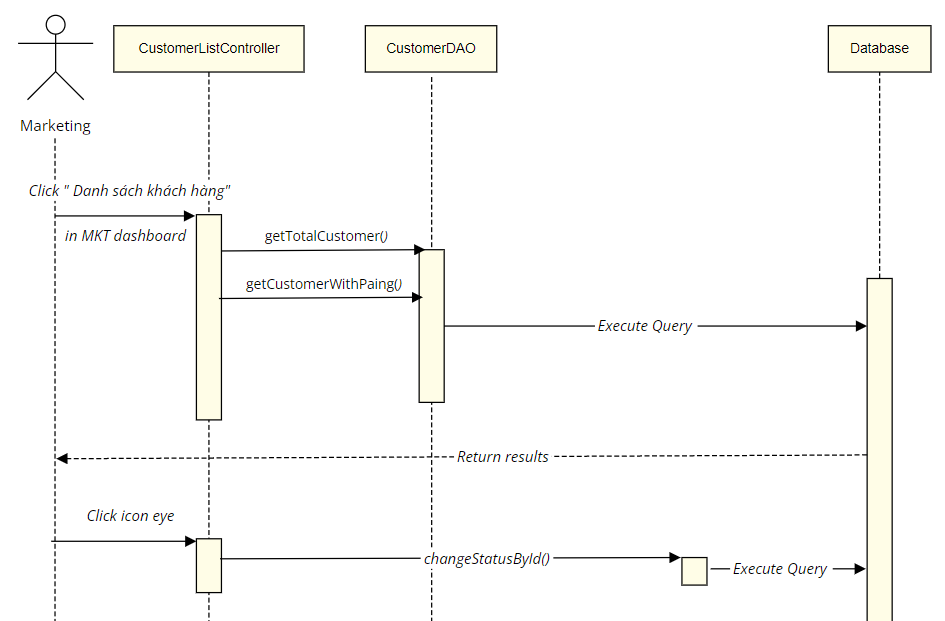 CustomerListController
CustomerDAO
Database
Marketing
Click " Danh sách khách hàng"
in MKT dashboard
getTotalCustomer()
getCustomerWithPaing()
Execute Query
Return results
Click icon eye
changeStatusById()
Execute Query